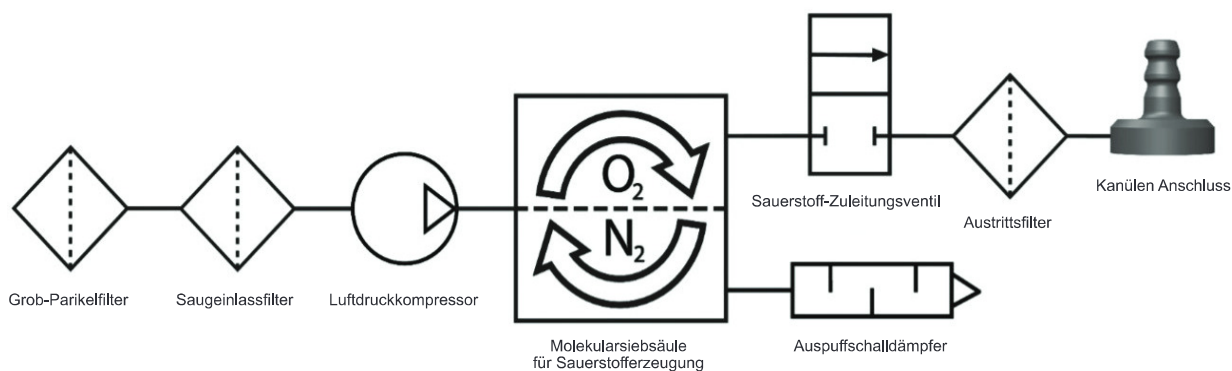 Grob-Parikelfilter
Saugeinlassfilter
Luftdruckkompressor
O2
N2
Molekularsiebsäule
für Sauerstofferzeugung
Sauerstoff-Zuleitungsventil
Austrittsfilter
Kanülen Anschluss
Auspuffschalldämpfer